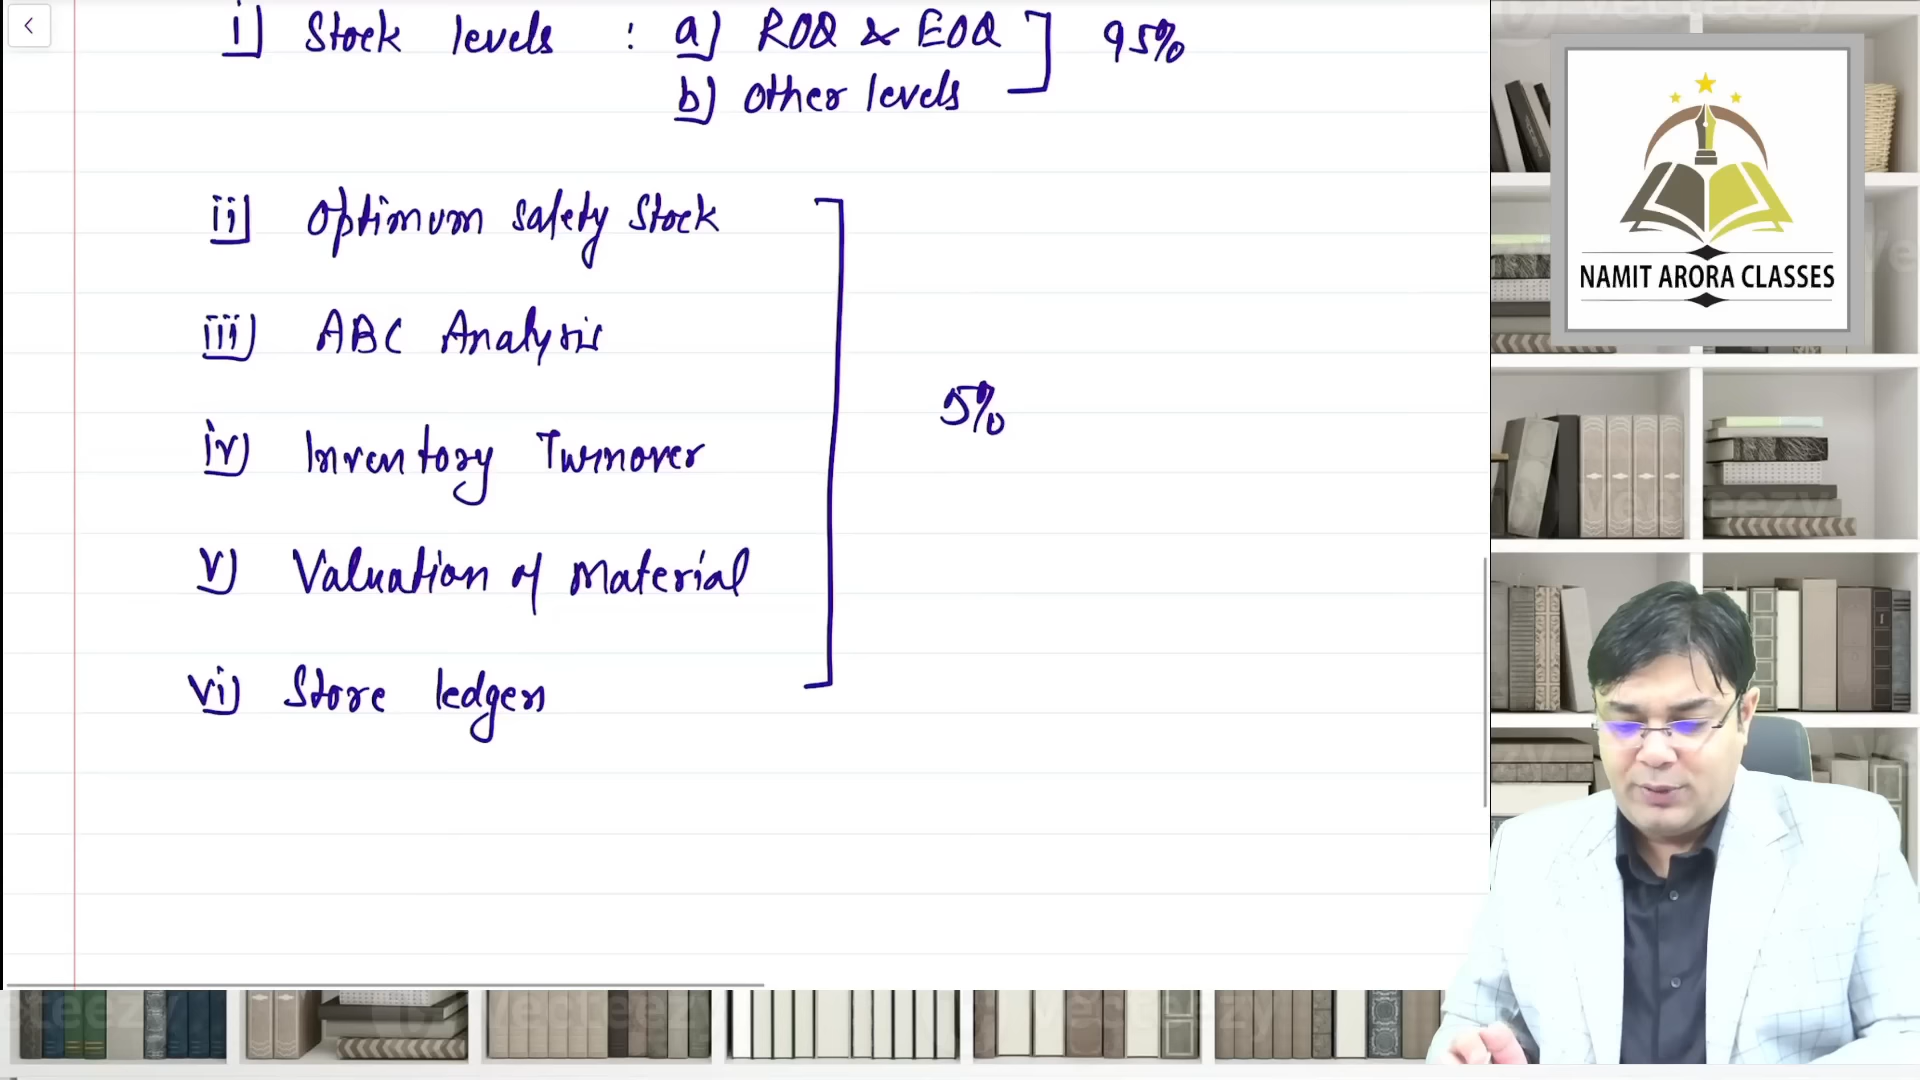 i) Stock levels : a) ROQ & EOQ ] 95%
b) Other levels
ii) Optimum Safety Stock
iii) ABC Analysis
iv) Inventory Turnover
5%
v) Valuation of Material
vi) Store ledger
NAMIT ARORA CLASSES
vecteezy